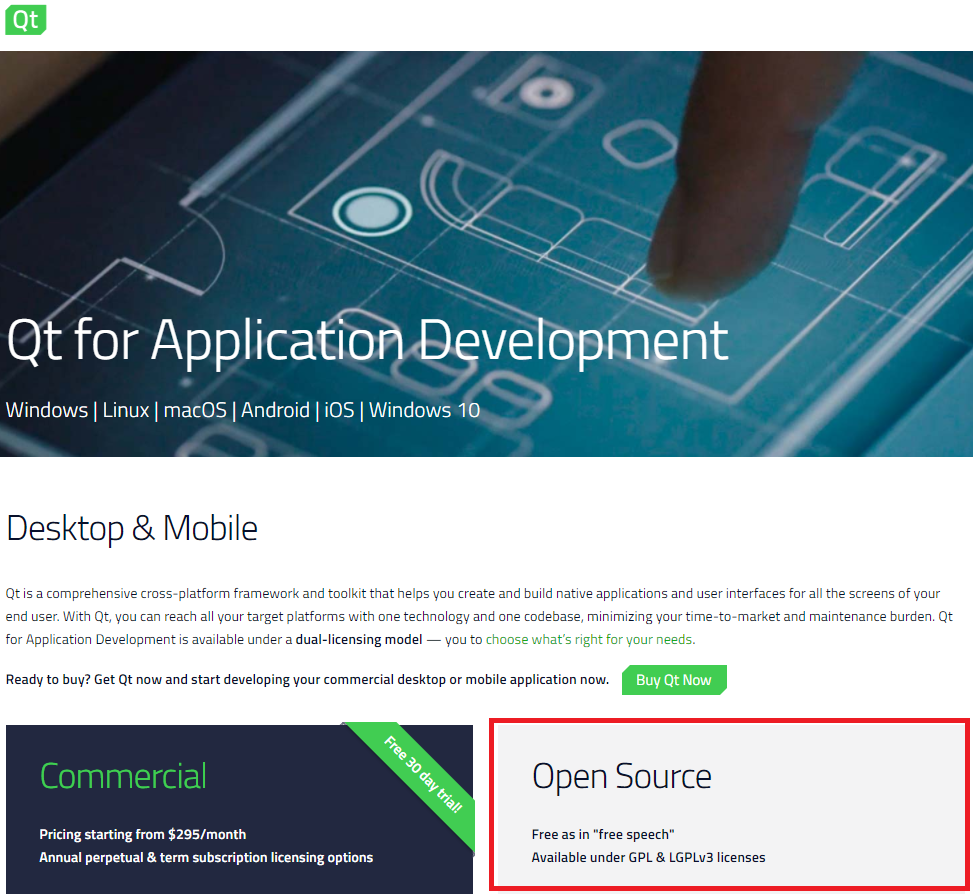 Qt
Qt for Application Development
Windows | Linux | macOS | Android | iOS | Windows 10
Desktop & Mobile
Qt is a comprehensive cross-platform framework and toolkit that helps you create and build native applications and user interfaces for all the screens of your
end user. With Qt, you can reach all your target platforms with one technology and one codebase, minimizing your time-to-market and maintenance burden. Qt
for Application Development is available under a dual-licensing model — you to choose what's right for your needs.
Ready to buy? Get Qt now and start developing your commercial desktop or mobile application now.
Buy Qt Now
Commercial
Free 30 day trial!
Pricing starting from $295/month
Annual perpetual & term subscription licensing options
Open Source
Free as in "free speech"
Available under GPL & LGPLv3 licenses